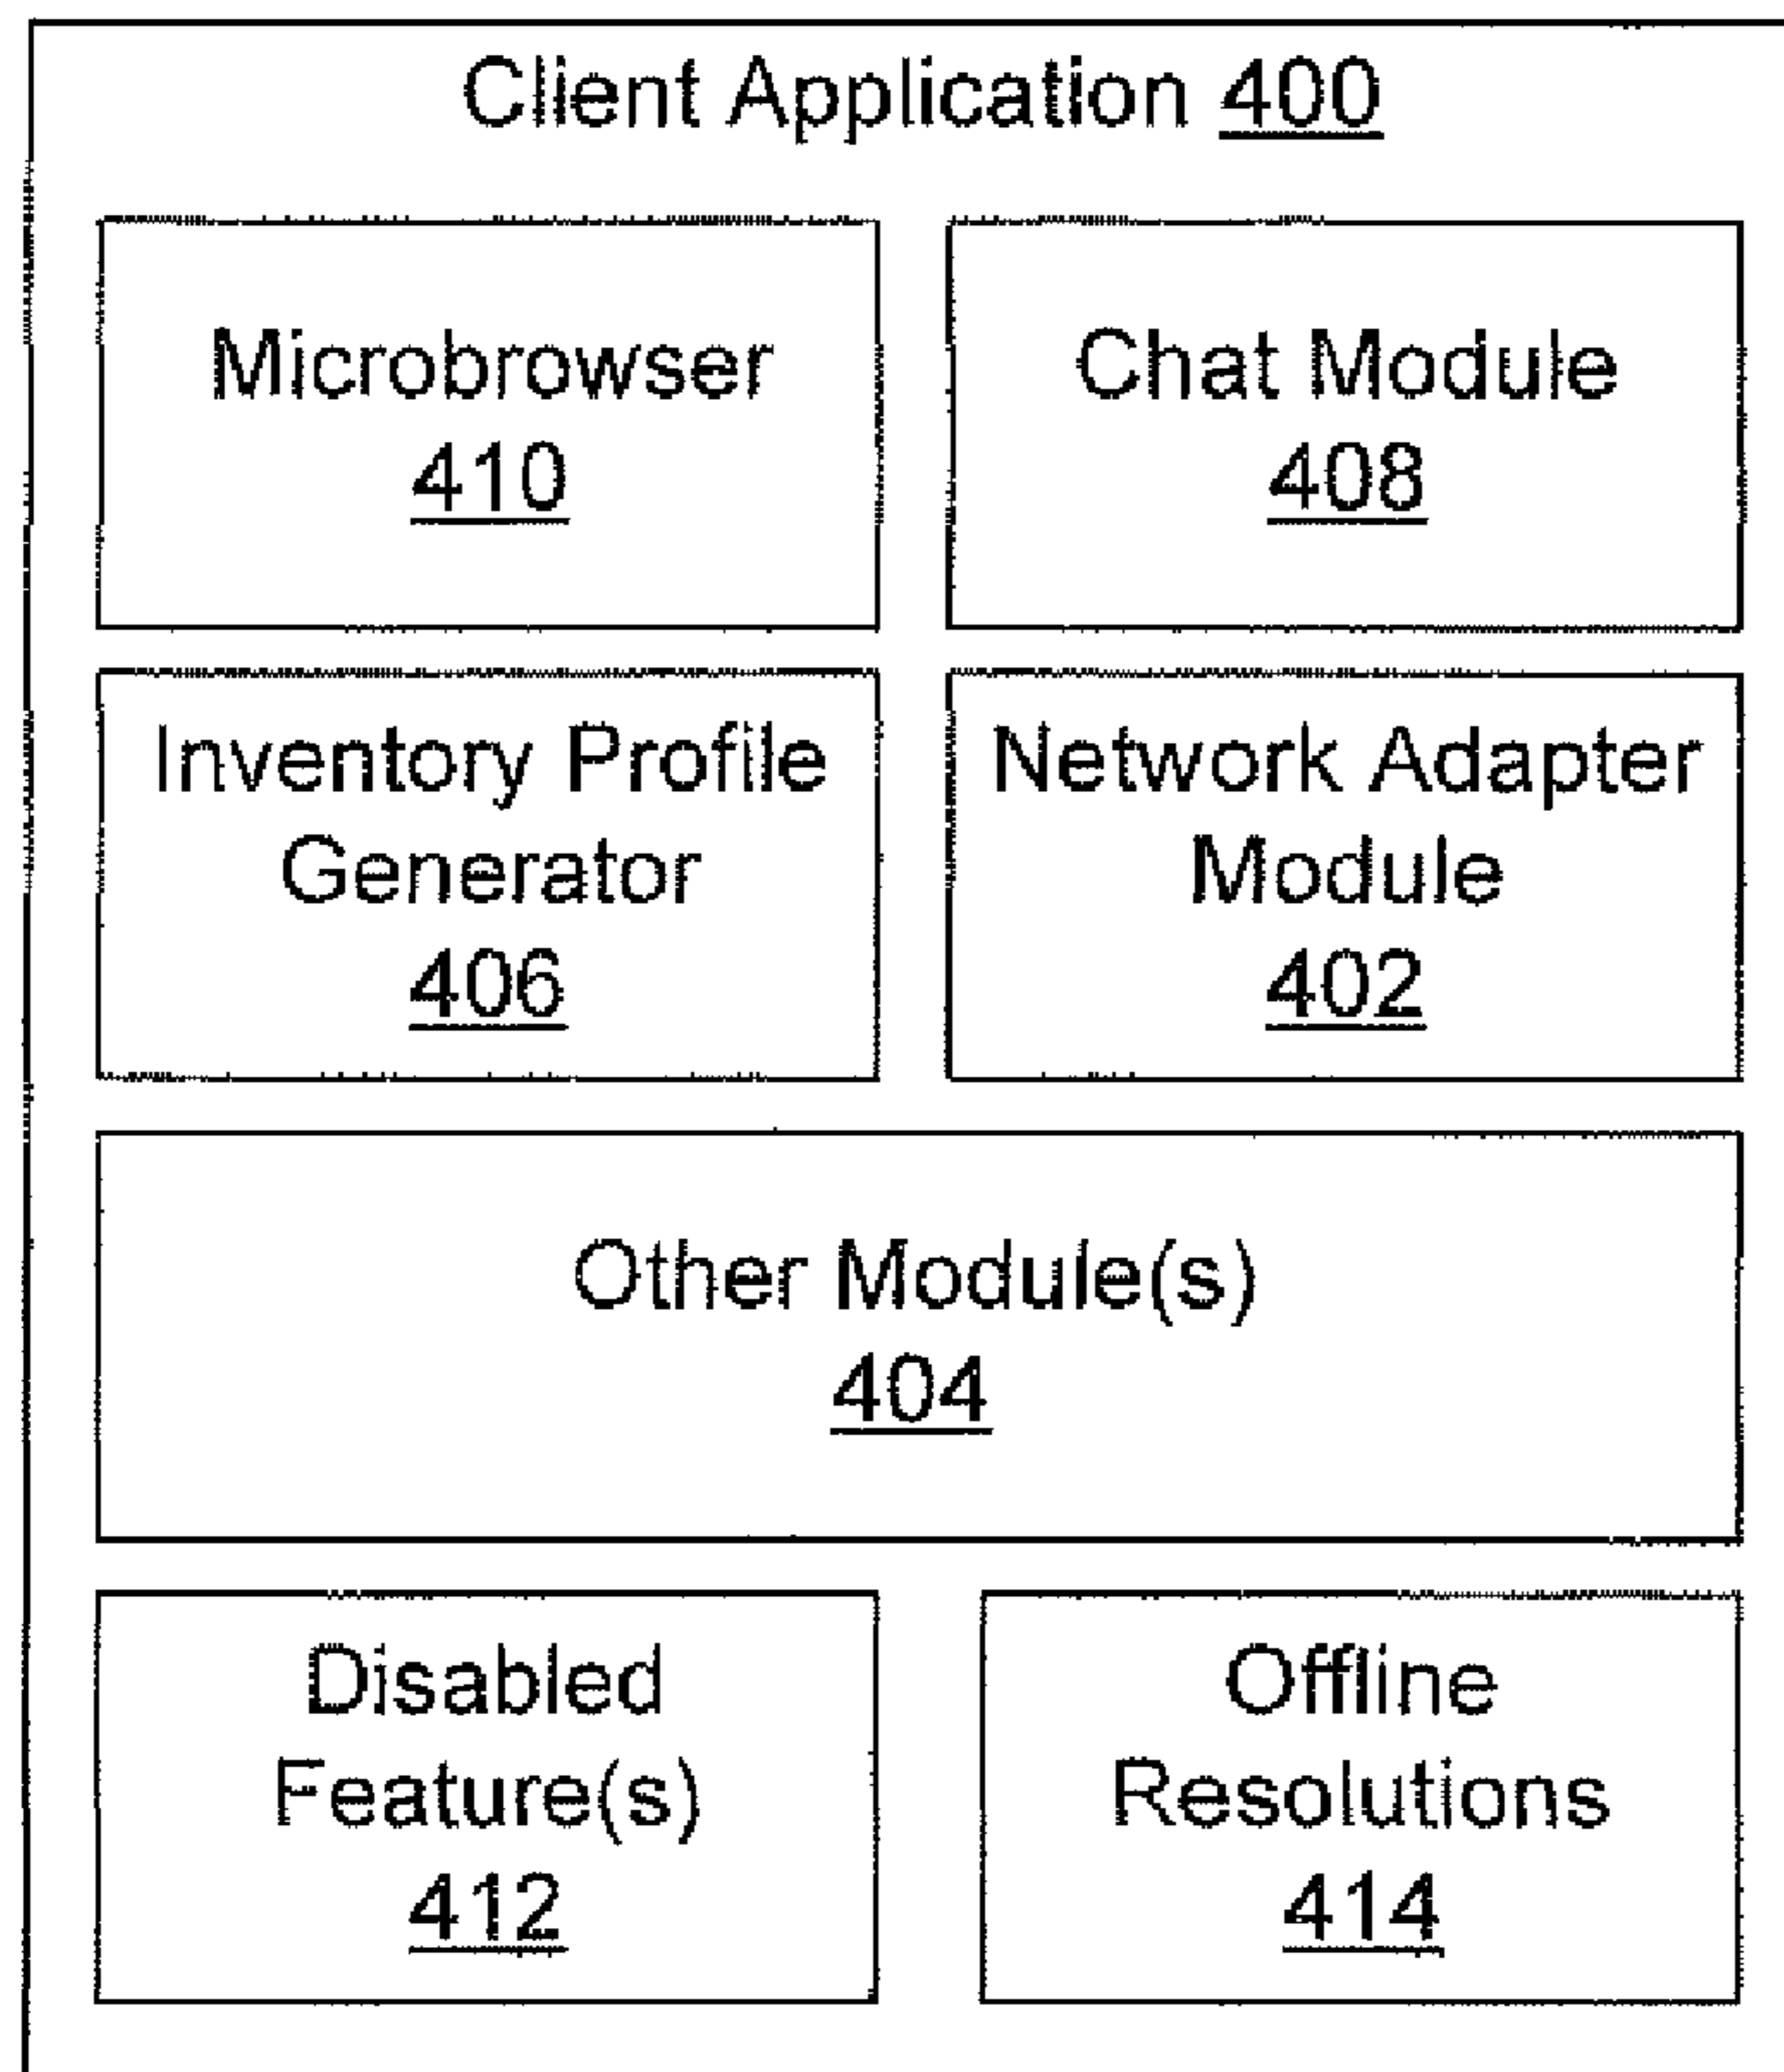 Client Application 400
Microbrowser
410
Chat Module
408
Inventory Profile
Generator
406
Network Adapter
Module
402
Other Module(s)
404
Disabled
Feature(s)
412
Offline
Resolutions
414